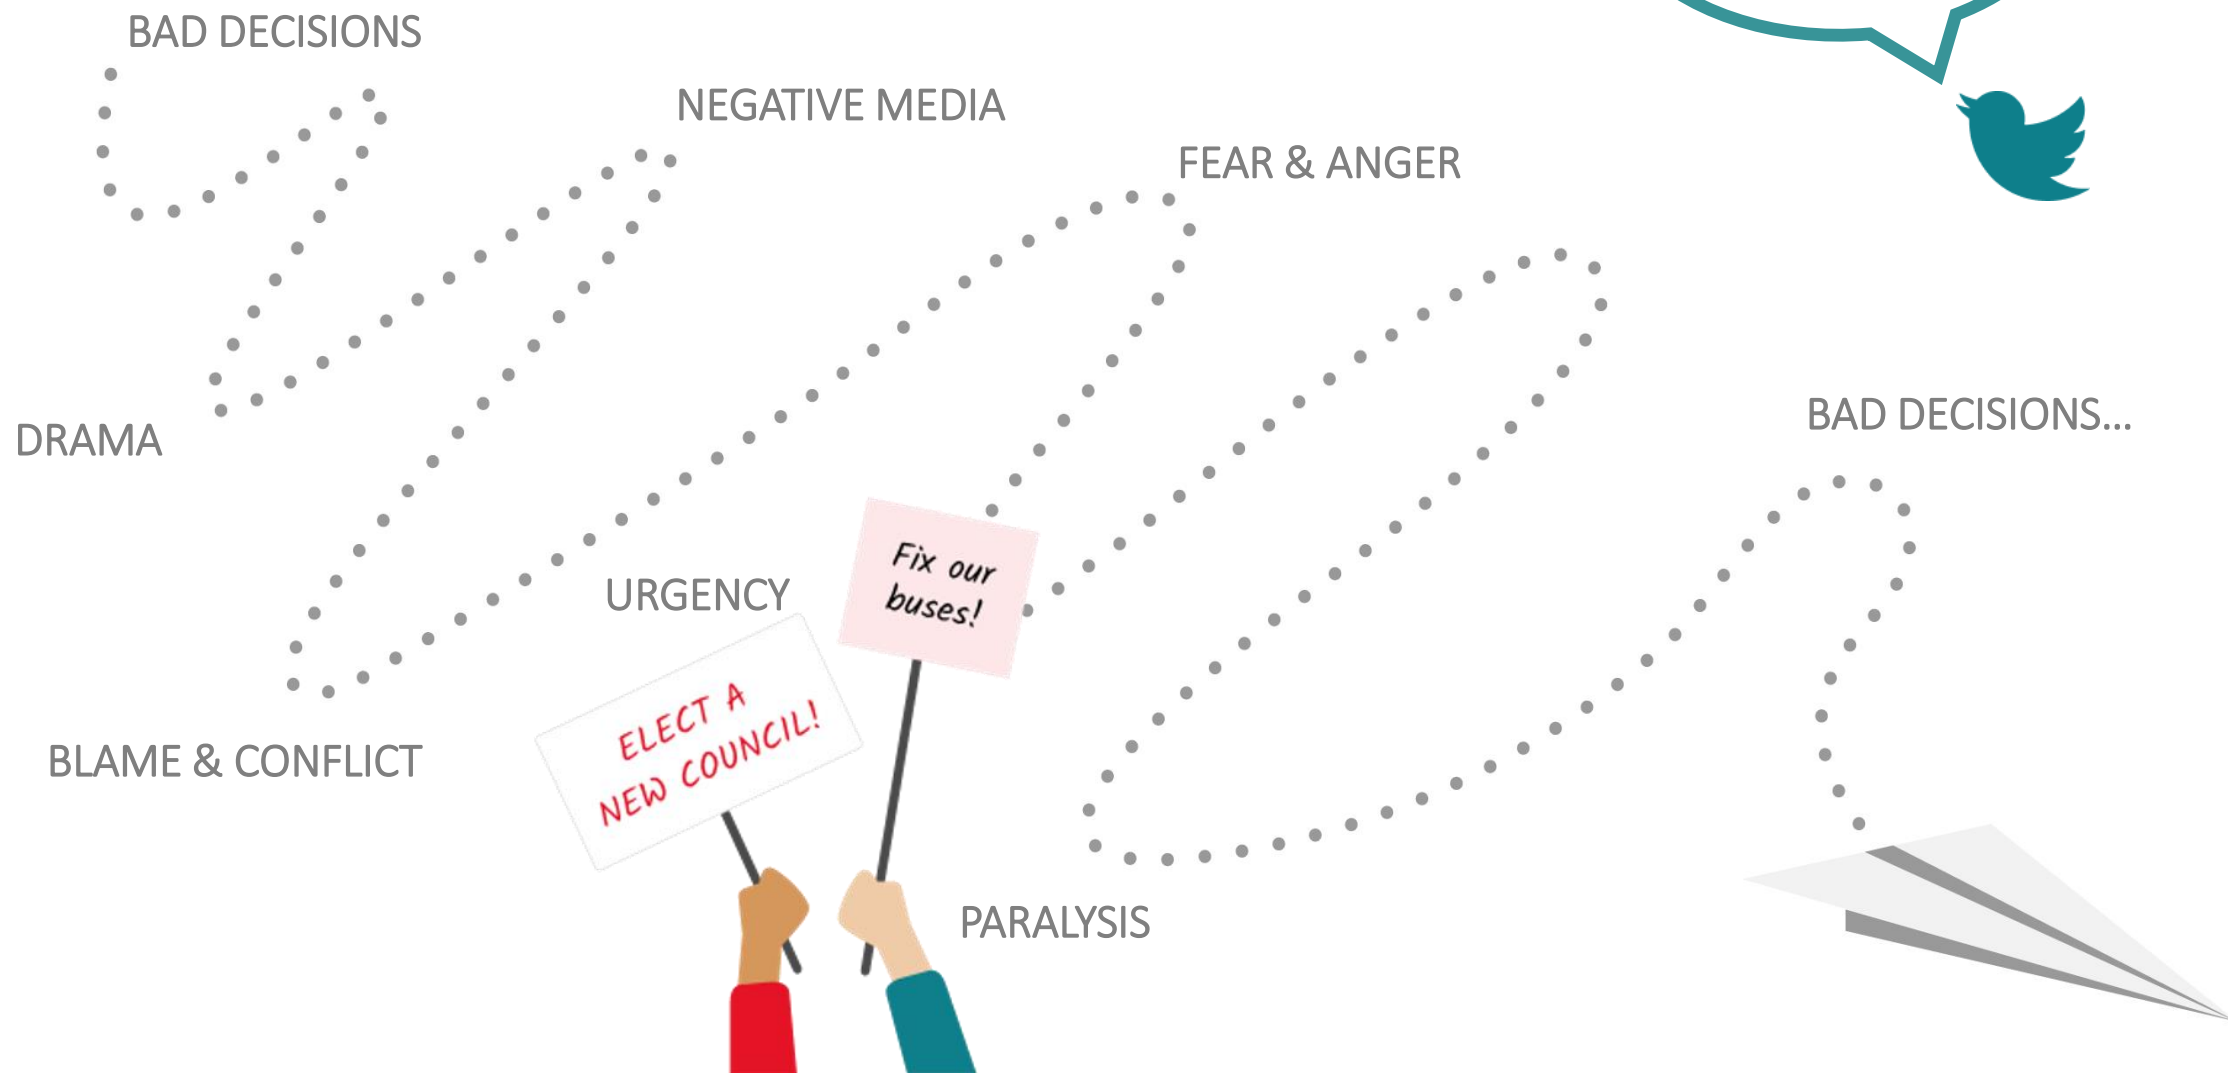 BAD DECISIONS
NEGATIVE MEDIA
FEAR & ANGER
DRAMA
BAD DECISIONS...
Fix our
buses!
URGENCY
ELECT A
NEW COUNCIL!
BLAME & CONFLICT
PARALYSIS